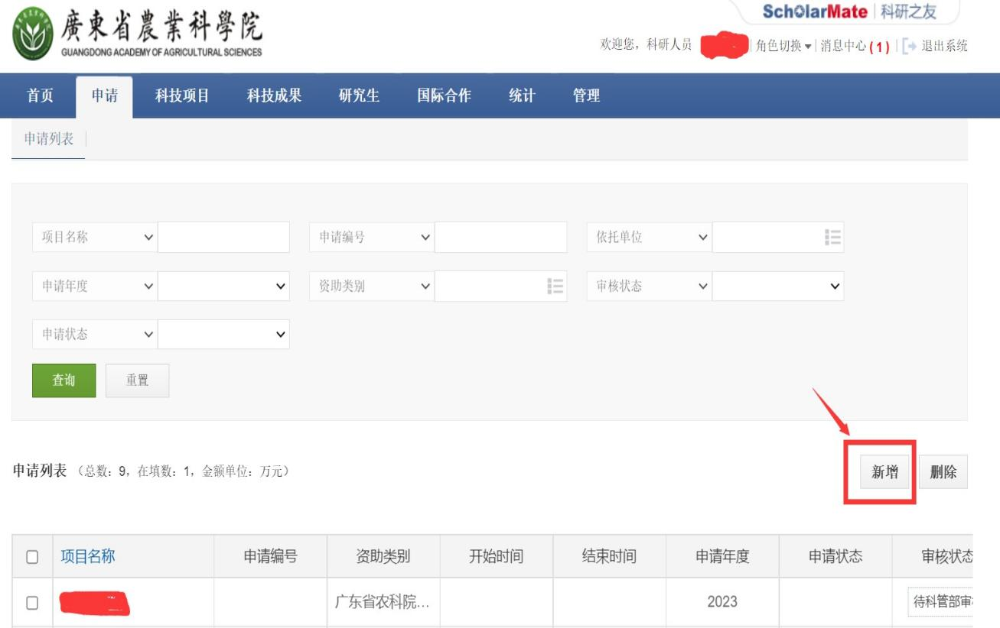 廣東省農業科學院
GUANGDONG ACADEMY OF AGRICULTURAL SCIENCES
ScholarMate | 科研之友
欢迎您，科研人员 | 角色切换 | 消息中心 (1) | 退出系统
首页 申请 科技项目 科技成果 研究生 国际合作 统计 管理
申请列表
项目名称 申请编号 依托单位
申请年度 资助类别 审核状态
申请状态
查询 重置
申请列表 （总数：9，在填数：1，金额单位：万元） 新增 删除
项目名称 申请编号 资助类别 开始时间 结束时间 申请年度 申请状态 审核状态
广东省农科院... 2023 待科管部审